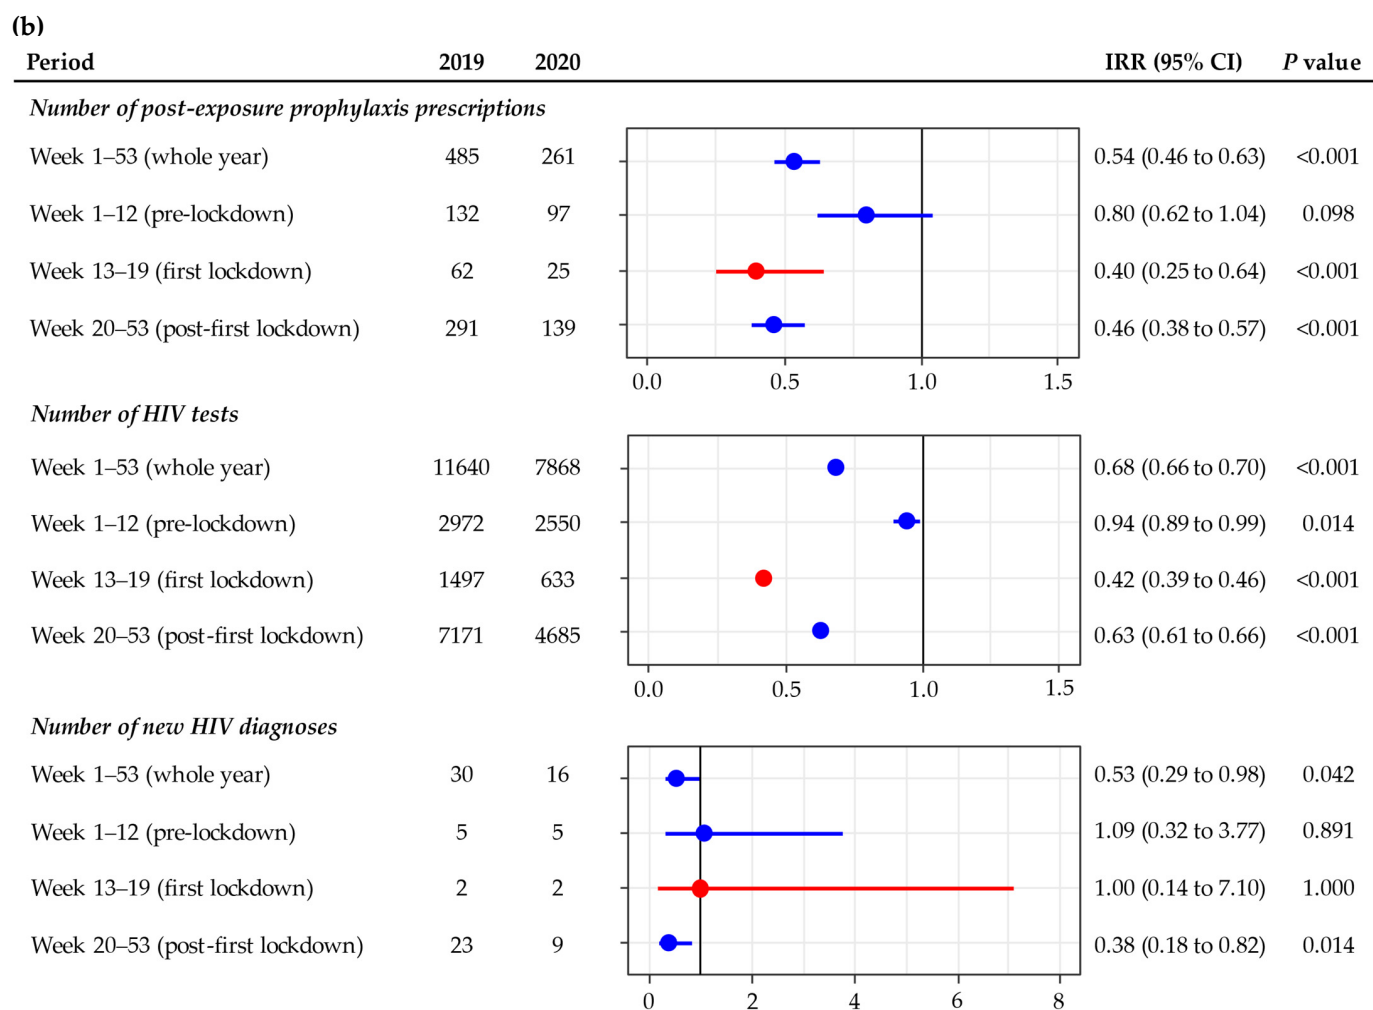 (b)
Period 2019 2020 IRR (95% CI) P value
Number of post-exposure prophylaxis prescriptions
Week 1–53 (whole year) 485 261 0.54 (0.46 to 0.63) <0.001
Week 1–12 (pre-lockdown) 132 97 0.80 (0.62 to 1.04) 0.098
Week 13–19 (first lockdown) 62 25 0.40 (0.25 to 0.64) <0.001
Week 20–53 (post-first lockdown) 291 139 0.46 (0.38 to 0.57) <0.001
0.0 0.5 1.0 1.5
Number of HIV tests
Week 1–53 (whole year) 11640 7868 0.68 (0.66 to 0.70) <0.001
Week 1–12 (pre-lockdown) 2972 2550 0.94 (0.89 to 0.99) 0.014
Week 13–19 (first lockdown) 1497 633 0.42 (0.39 to 0.46) <0.001
Week 20–53 (post-first lockdown) 7171 4685 0.63 (0.61 to 0.66) <0.001
0.0 0.5 1.0 1.5
Number of new HIV diagnoses
Week 1–53 (whole year) 30 16 0.53 (0.29 to 0.98) 0.042
Week 1–12 (pre-lockdown) 5 5 1.09 (0.32 to 3.77) 0.891
Week 13–19 (first lockdown) 2 2 1.00 (0.14 to 7.10) 1.000
Week 20–53 (post-first lockdown) 23 9 0.38 (0.18 to 0.82) 0.014
0 2 4 6 8